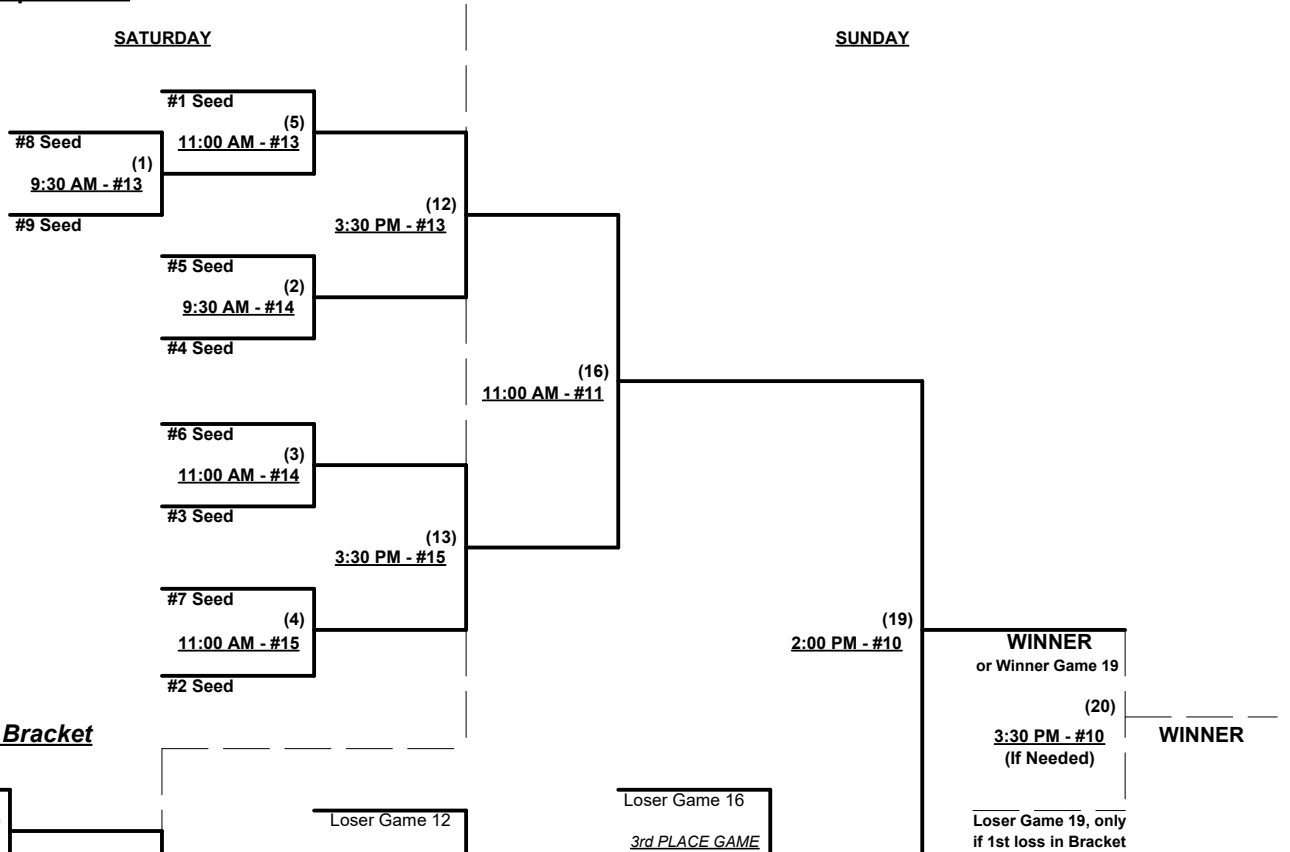 SATURDAY
SUNDAY
#1 Seed
(5)
11:00 AM - #13
#8 Seed
(1)
9:30 AM - #13
#9 Seed
(12)
3:30 PM - #13
#5 Seed
(2)
9:30 AM - #14
#4 Seed
(16)
11:00 AM - #11
#6 Seed
(3)
11:00 AM - #14
#3 Seed
(13)
3:30 PM - #15
#7 Seed
(4)
11:00 AM - #15
#2 Seed
(19)
2:00 PM - #10
WINNER
or Winner Game 19
(20)
3:30 PM - #10
(If Needed)
WINNER
Bracket
Loser Game 12
Loser Game 16
3rd PLACE GAME
Loser Game 19, only
if 1st loss in Bracket